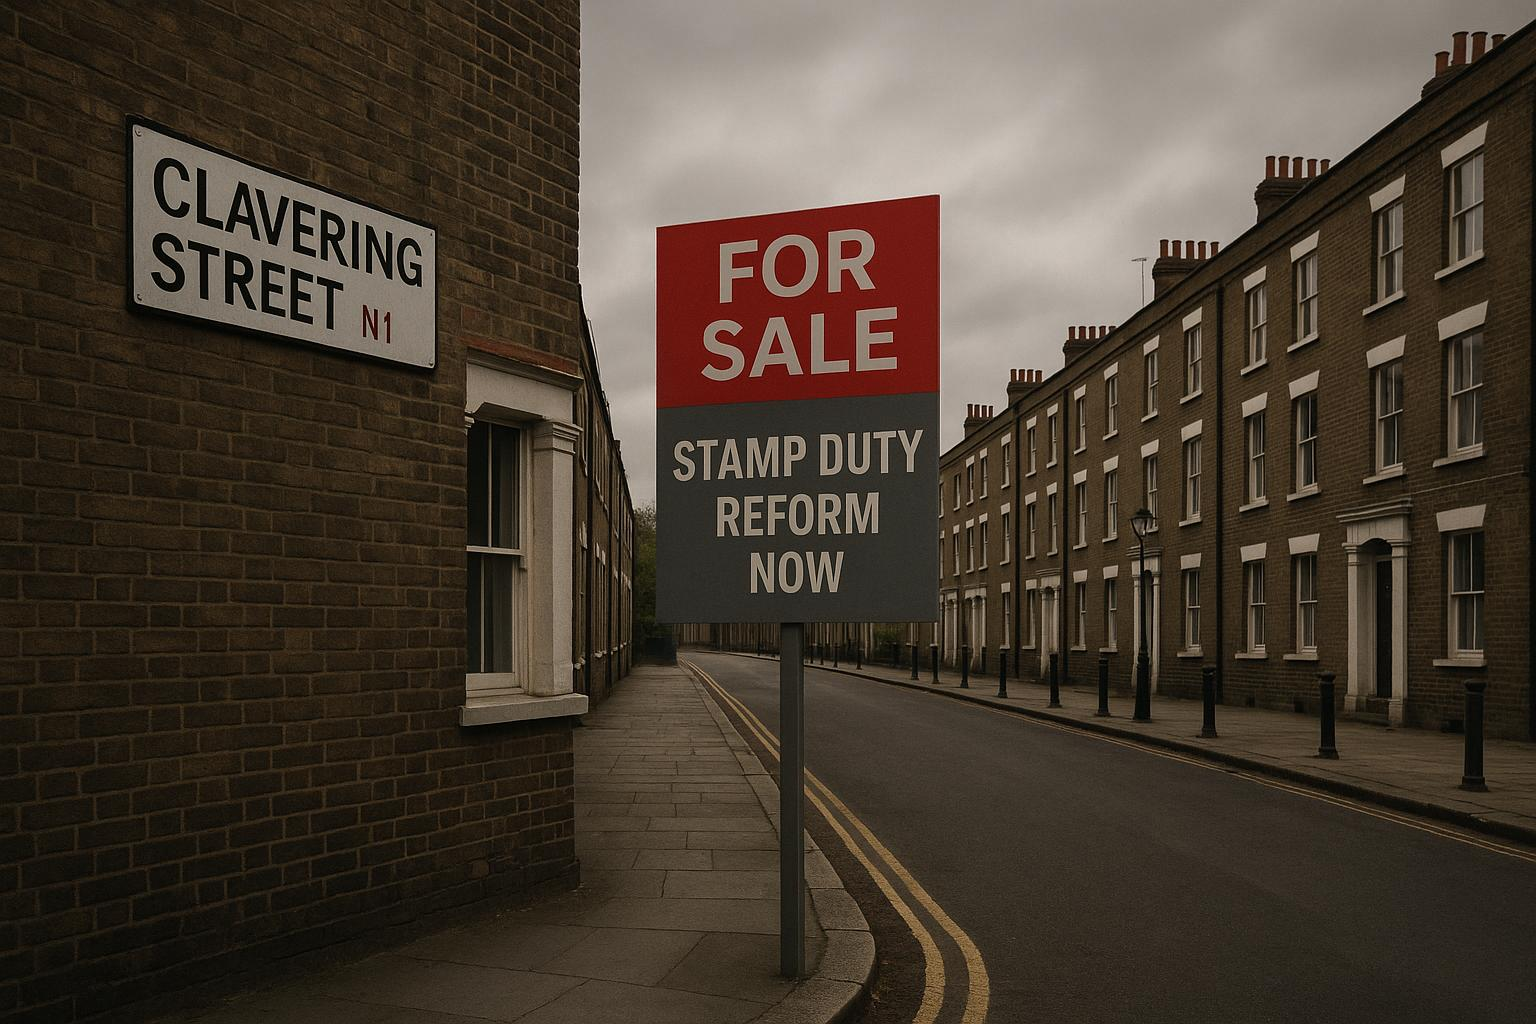 CLAVERING
STREET N1
FOR
SALE
STAMP DUTY
REFORM
NOW